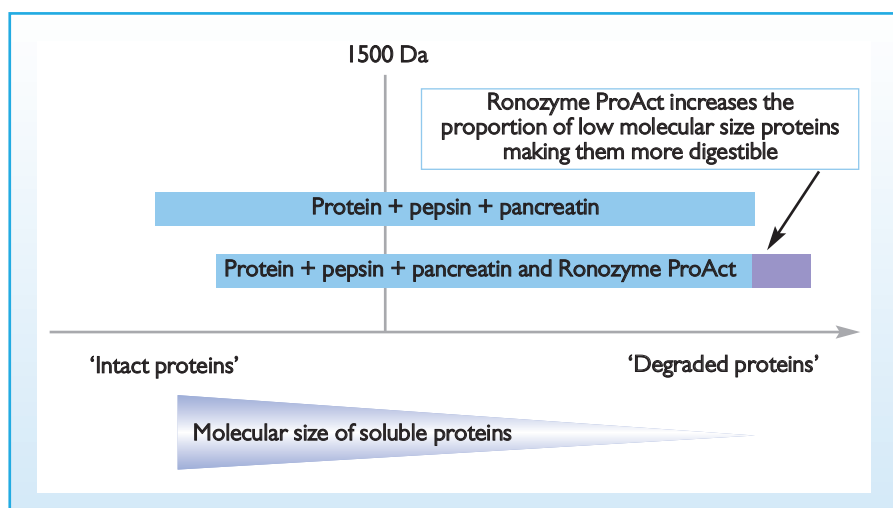 1500 Da
Ronozyme ProAct increases the
proportion of low molecular size proteins
making them more digestible
Protein + pepsin + pancreatin
Protein + pepsin + pancreatin and Ronozyme ProAct
‘Intact proteins’
‘Degraded proteins’
Molecular size of soluble proteins